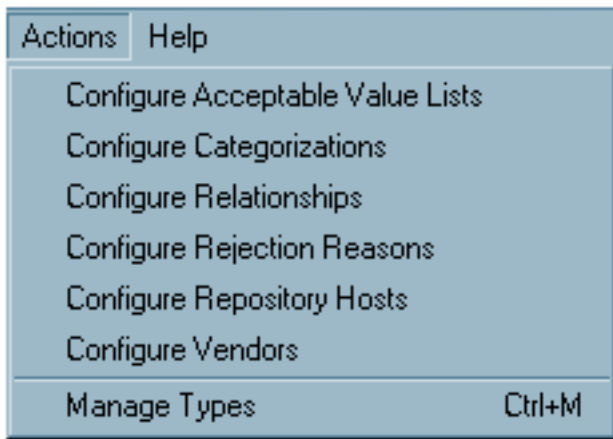 Actions Help
Configure Acceptable Value Lists
Configure Categorizations
Configure Relationships
Configure Rejection Reasons
Configure Repository Hosts
Configure Vendors
Manage Types Ctrl+M